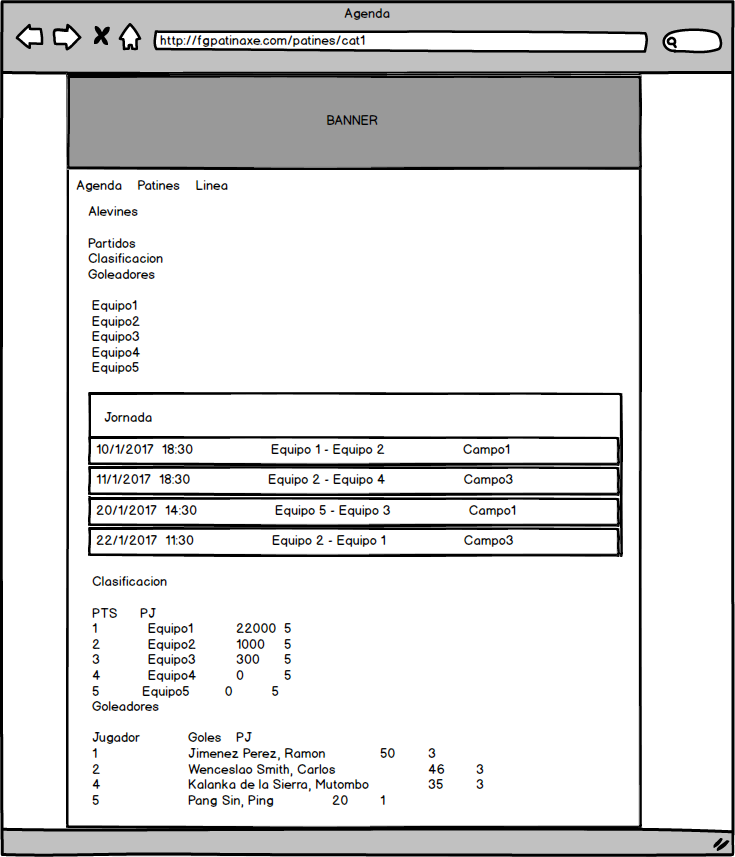 Agenda
http://fgpatinaxe.com/patines/cat1
BANNER
Agenda Patines Linea
Alevines
Partidos
Clasificacion
Goleadores
Equipo1
Equipo2
Equipo3
Equipo4
Equipo5
Jornada
10/1/2017 18:30 Equipo 1 - Equipo 2 Campo1
11/1/2017 18:30 Equipo 2 - Equipo 4 Campo3
20/1/2017 14:30 Equipo 5 - Equipo 3 Campo1
22/1/2017 11:30 Equipo 2 - Equipo 1 Campo3
Clasificacion
PTS PJ
1 Equipo1 22000 5
2 Equipo2 1000 5
3 Equipo3 300 5
4 Equipo4 0 5
5 Equipo5 0 5
Goleadores
Jugador Goles PJ
1 Jimenez Perez, Ramon 50 3
2 Wenceslao Smith, Carlos 46 3
4 Kalanka de la Sierra, Mutombo 35 3
5 Pang Sin, Ping 20 1